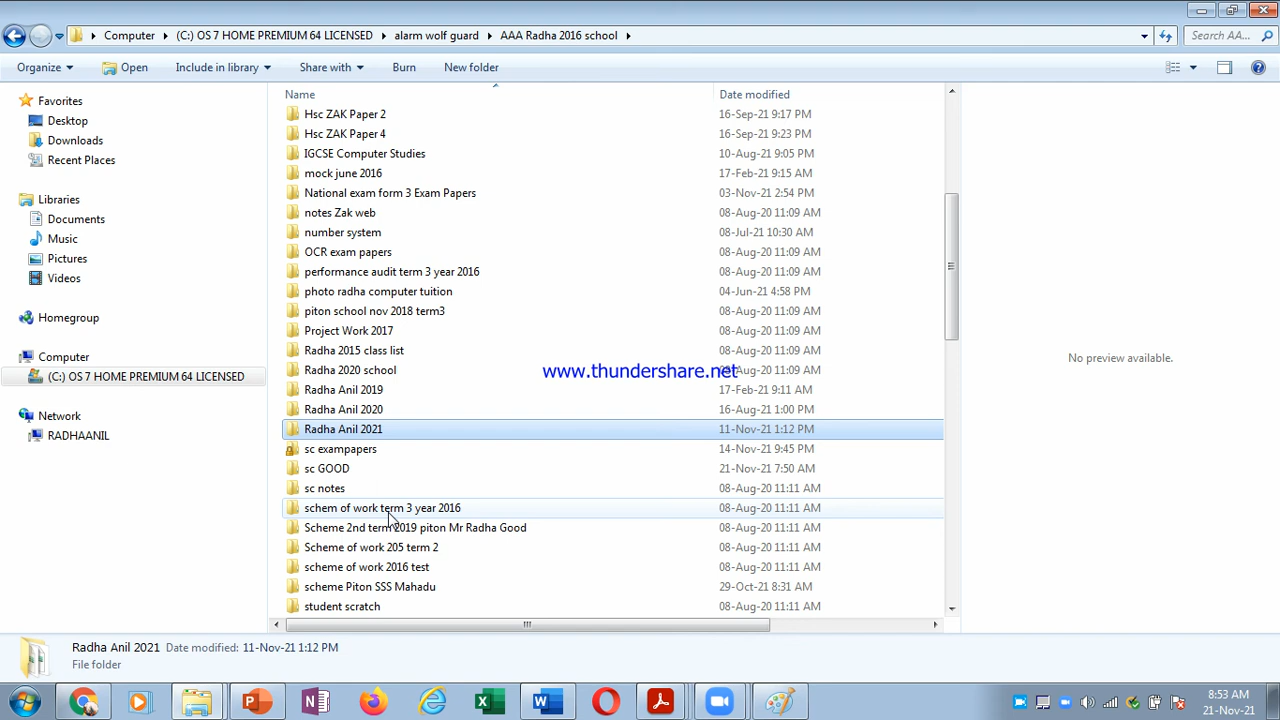 Computer (C:) OS 7 HOME PREMIUM 64 LICENSED alarm wolf guard AAA Radha 2016 school Search AA...
Organize Open Include in library Share with Burn New folder
Favorites
Desktop
Downloads
Recent Places
Libraries
Documents
Music
Pictures
Videos
Homegroup
Computer
(C:) OS 7 HOME PREMIUM 64 LICENSED
Network
RADHAANIL
Name Date modified
Hsc ZAK Paper 2 16-Sep-21 9:17 PM
Hsc ZAK Paper 4 16-Sep-21 9:23 PM
IGCSE Computer Studies 10-Aug-21 9:05 PM
mock june 2016 17-Feb-21 9:15 AM
National exam form 3 Exam Papers 03-Nov-21 2:54 PM
notes Zak web 08-Aug-20 11:09 AM
number system 08-Jul-21 10:30 AM
OCR exam papers 08-Aug-20 11:09 AM
performance audit term 3 year 2016 08-Aug-20 11:09 AM
photo radha computer tuition 04-Jun-21 4:58 PM
piton school nov 2018 term3 08-Aug-20 11:09 AM
Project Work 2017 08-Aug-20 11:09 AM
Radha 2015 class list 08-Aug-20 11:09 AM
Radha 2020 school 08-Aug-20 11:09 AM
www.thundershare.net
Radha Anil 2019 17-Feb-21 9:11 AM
Radha Anil 2020 16-Aug-21 1:00 PM
Radha Anil 2021 11-Nov-21 1:12 PM
sc exampapers 14-Nov-21 9:45 PM
sc GOOD 21-Nov-21 7:50 AM
sc notes 08-Aug-20 11:11 AM
schem of work term 3 year 2016 08-Aug-20 11:11 AM
Scheme 2nd term 2019 piton Mr Radha Good 08-Aug-20 11:11 AM
Scheme of work 205 term 2 08-Aug-20 11:11 AM
scheme of work 2016 test 08-Aug-20 11:11 AM
scheme Piton SSS Mahadu 29-Oct-21 8:31 AM
student scratch 08-Aug-20 11:11 AM
No preview available.
Radha Anil 2021 Date modified: 11-Nov-21 1:12 PM
File folder
8:53 AM
21-Nov-21